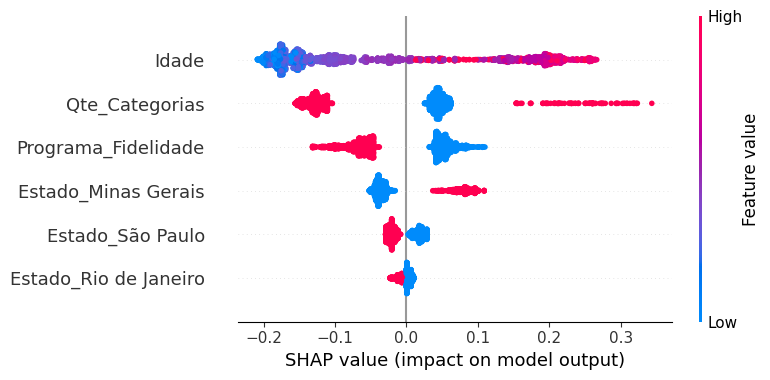 High
Idade
Qte_Categorias
Programa_Fidelidade
Estado_Minas Gerais
Estado_São Paulo
Estado_Rio de Janeiro
Feature value
Low
−0.2 −0.1 0.0 0.1 0.2 0.3
SHAP value (impact on model output)